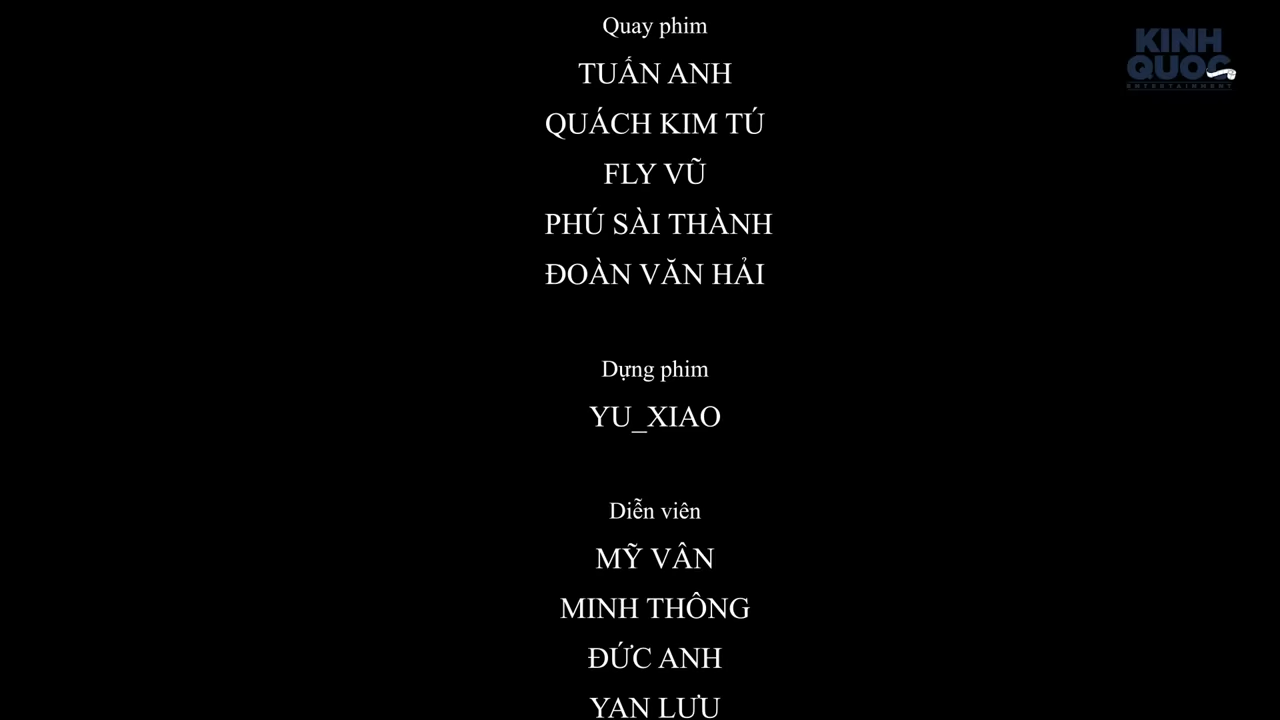 Quay phim
TUẤN ANH
QUÁCH KIM TÚ
FLY VŨ
PHÚ SÀI THÀNH
ĐOÀN VĂN HẢI
Dựng phim
YU_XIAO
Diễn viên
MỸ VÂN
MINH THÔNG
ĐỨC ANH
YAN LƯU
KINH
QUOC
ENTERTAINMENT